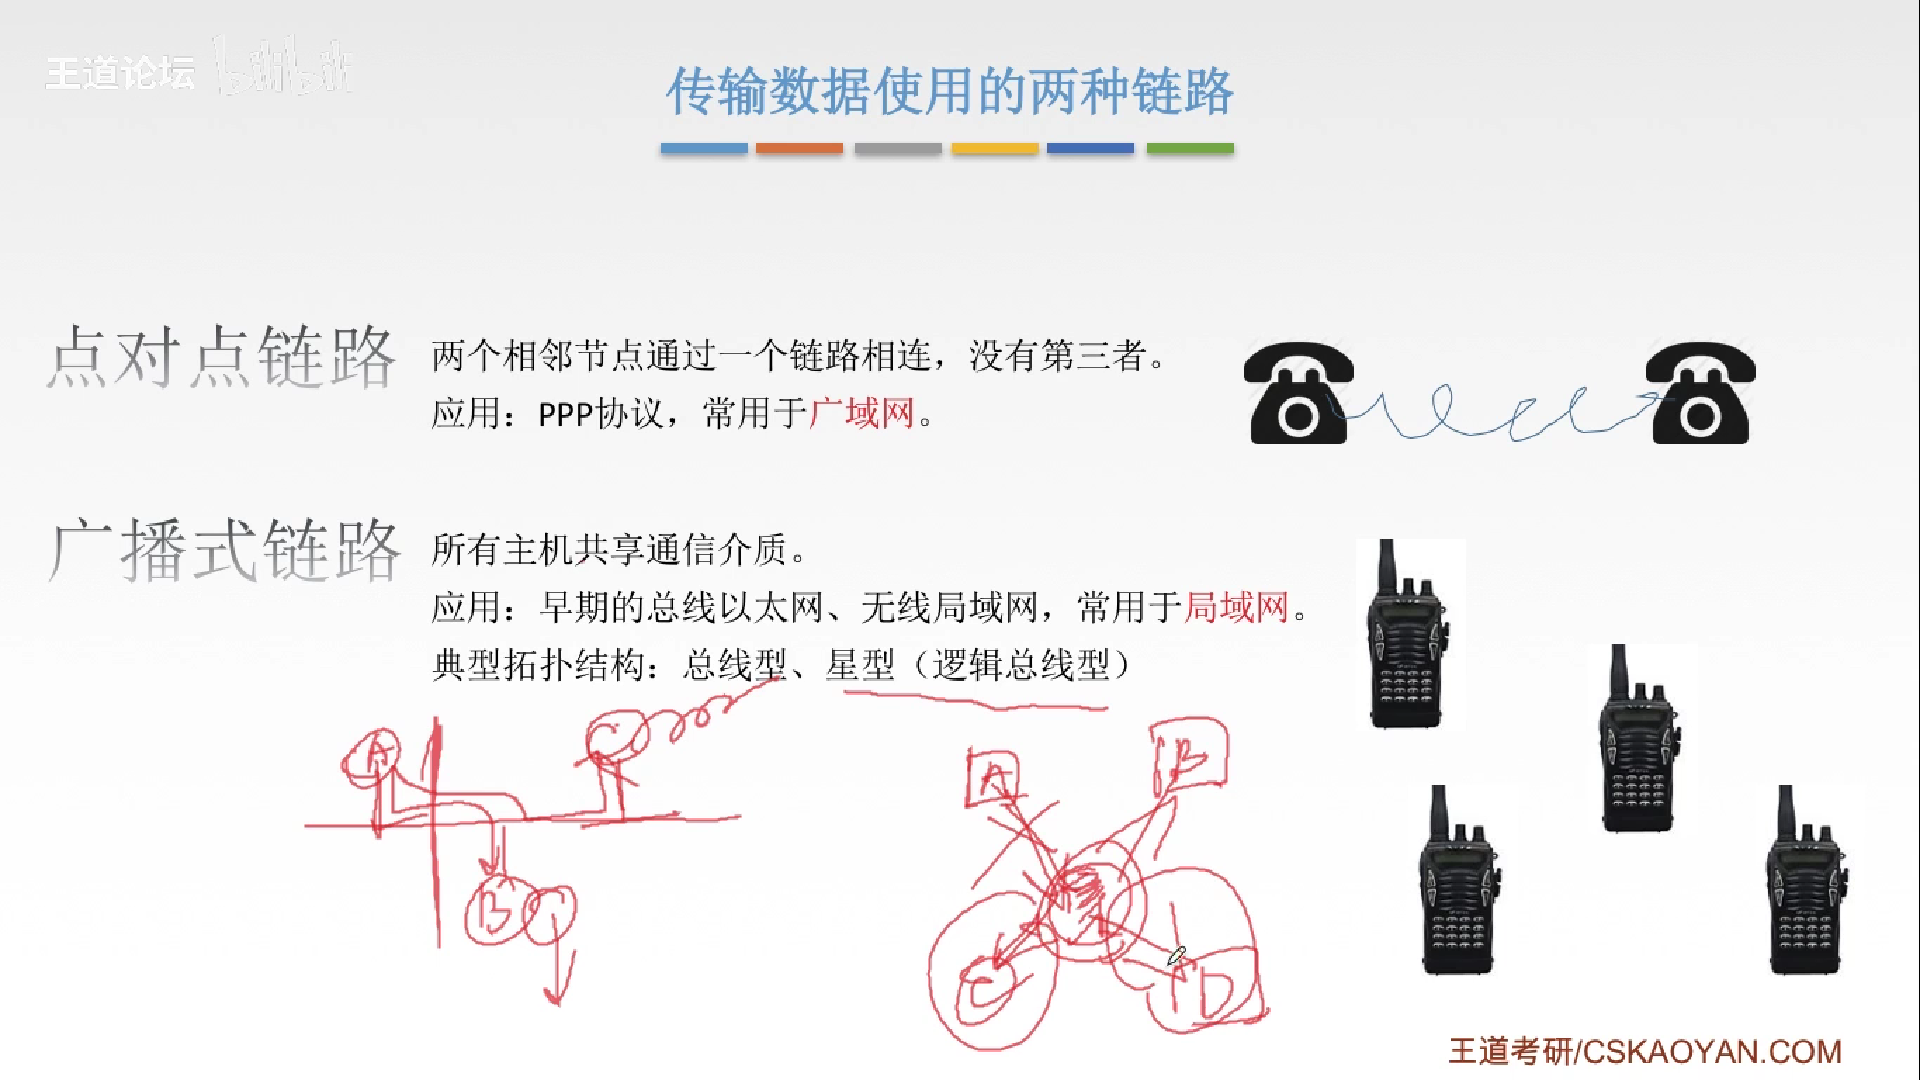 王道论坛 bilibili
传输数据使用的两种链路
点对点链路
两个相邻节点通过一个链路相连，没有第三者。
应用：PPP协议，常用于广域网。
广播式链路
所有主机共享通信介质。
应用：早期的总线以太网、无线局域网，常用于局域网。
典型拓扑结构：总线型、星型（逻辑总线型）
A
C
B
A
B
C
D
王道考研/CSKAOYAN.COM